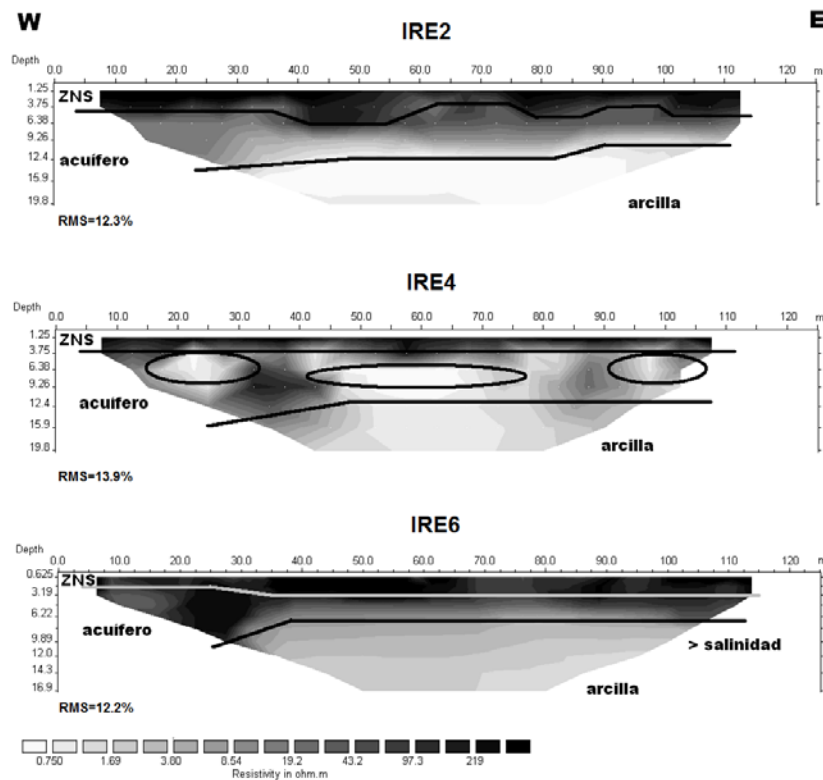 W
E
IRE2
Depth
0.0 10.0 20.0 30.0 40.0 50.0 60.0 70.0 80.0 90.0 100 110 120 m
1.25
ZNS
3.75
6.38
9.26
12.4
acuífero
15.9
19.8
arcilla
RMS=12.3%
IRE4
Depth
0.0 10.0 20.0 30.0 40.0 50.0 60.0 70.0 80.0 90.0 100 110 120 m
1.25
ZNS
3.75
6.38
9.26
12.4
acuífero
15.9
arcilla
19.8
RMS=13.9%
IRE6
Depth
0.0 10.0 20.0 30.0 40.0 50.0 60.0 70.0 80.0 90.0 100 110 120 m
0.625
ZNS
3.19
6.22
acuífero
9.89
> salinidad
12.0
14.3
arcilla
16.9
RMS=12.2%
0.750 1.69 3.80 8.54 19.2 43.2 97.3 219
Resistivity in ohm.m